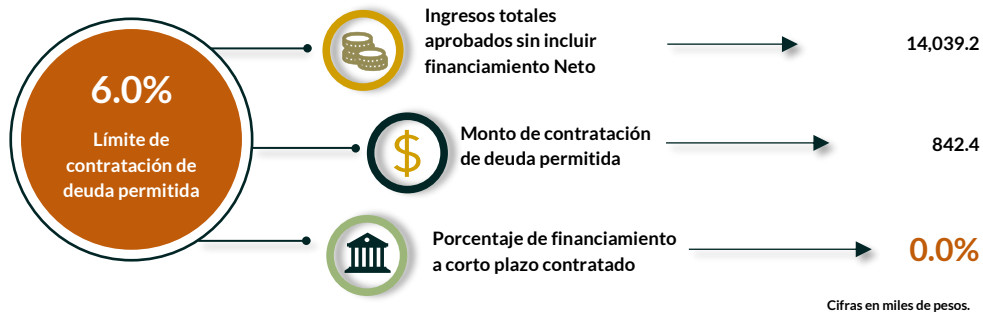 6.0%
Límite de
contratación de
deuda permitida
Ingresos totales
aprobados sin incluir
financiamiento Neto
14,039.2
$
Monto de contratación
de deuda permitida
842.4
Porcentaje de financiamiento
a corto plazo contratado
0.0%
Cifras en miles de pesos.